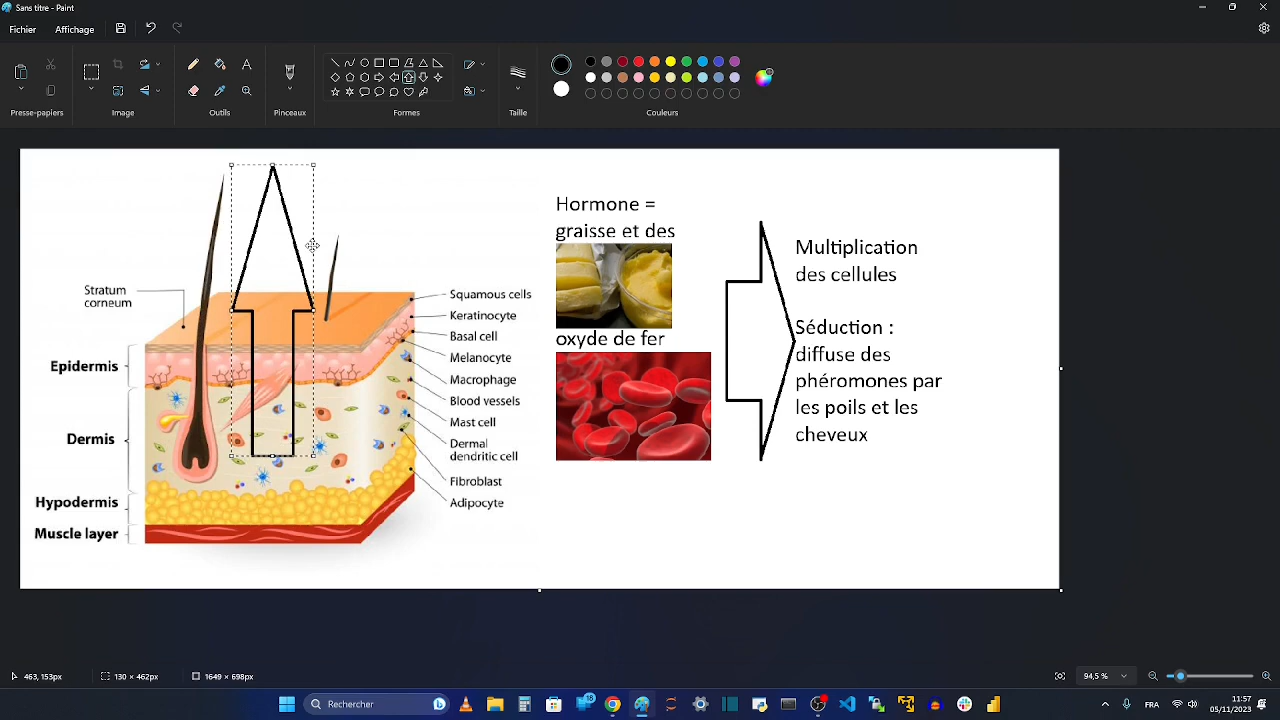 Sans titre - Paint
Fichier
Affichage
Presse-papiers
Image
Outils
Pinceaux
Formes
Taille
Couleurs
Stratum
corneum
Epidermis
Dermis
Hypodermis
Muscle layer
Squamous cells
Keratinocyte
Basal cell
Melanocyte
Macrophage
Blood vessels
Mast cell
Dermal
dendritic cell
Fibroblast
Adipocyte
Hormone =
graisse et des
oxyde de fer
Multiplication
des cellules
Séduction :
diffuse des
phéromones par
les poils et les
cheveux
463, 153px
130 × 462px
1649 × 698px
94,5 %
Rechercher
FRA
11:57
05/11/2023